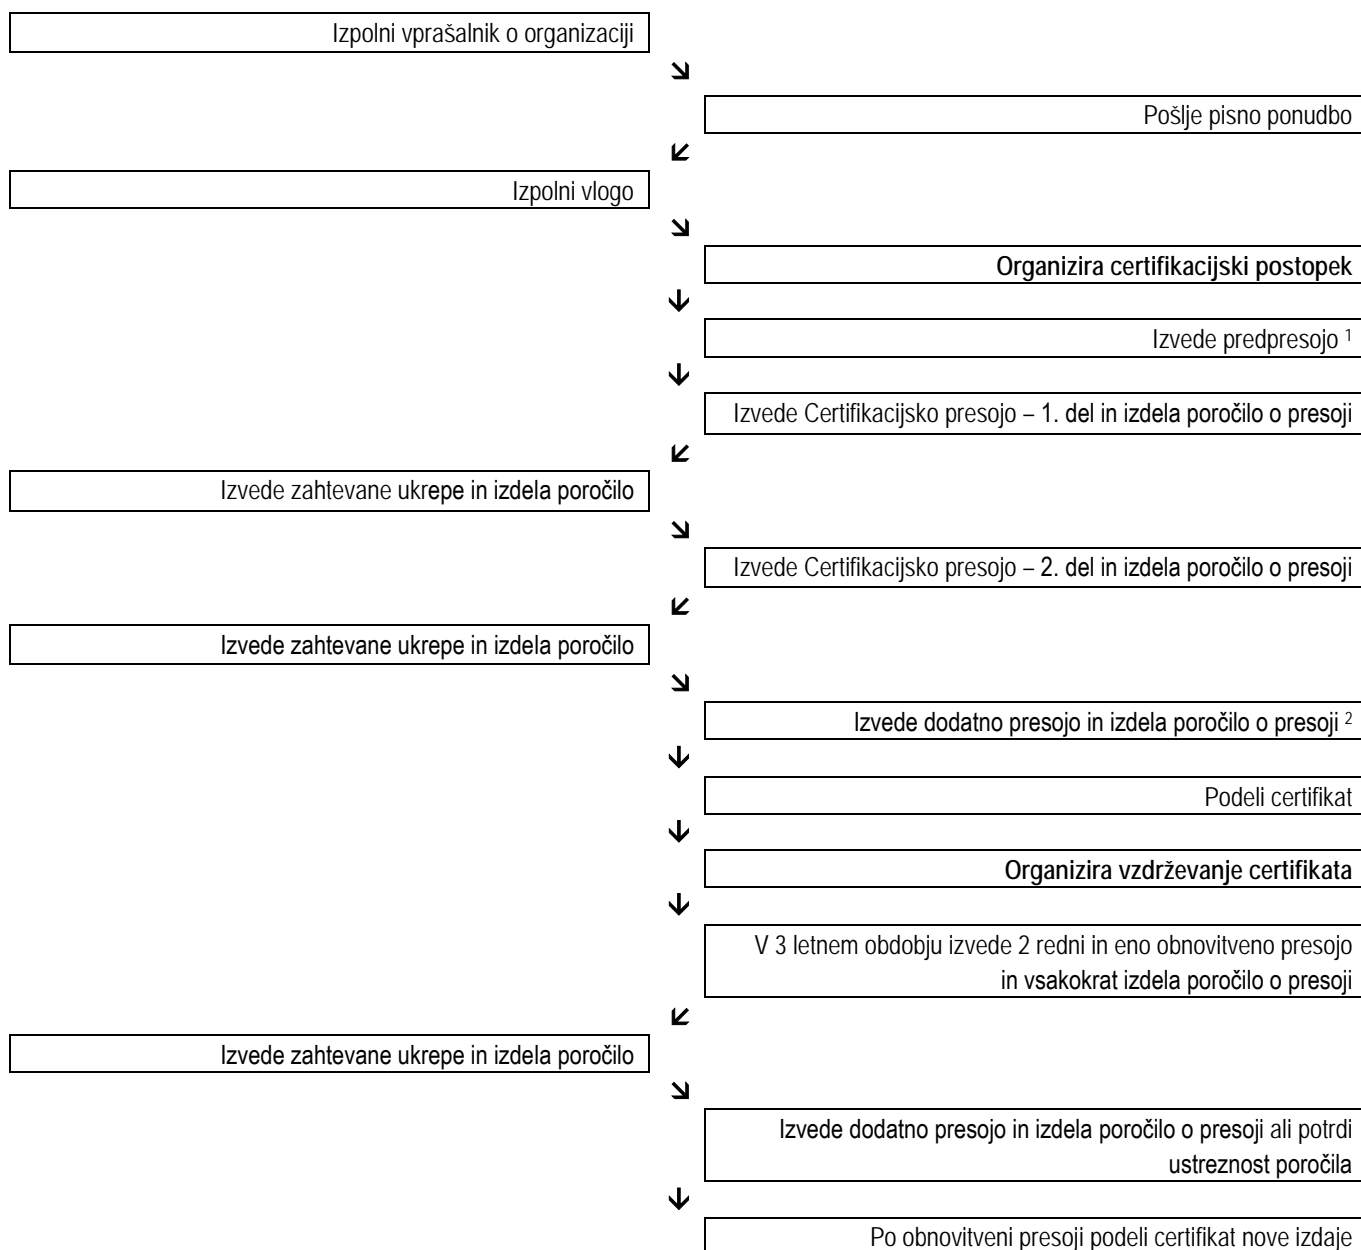 Izpolni vprašalnik o organizaciji
Pošlje pisno ponudbo
Izpolni vlogo
Organizira certifikacijski postopek
Izvede predpresojo 1
Izvede Certifikacijsko presojo – 1. del in izdela poročilo o presoji
Izvede zahtevane ukrepe in izdela poročilo
Izvede Certifikacijsko presojo – 2. del in izdela poročilo o presoji
Izvede zahtevane ukrepe in izdela poročilo
Izvede dodatno presojo in izdela poročilo o presoji 2
Podeli certifikat
Organizira vzdrževanje certifikata
V 3 letnem obdobju izvede 2 redni in eno obnovitveno presojo
in vsakokrat izdela poročilo o presoji
Izvede zahtevane ukrepe in izdela poročilo
Izvede dodatno presojo in izdela poročilo o presoji ali potrdi
ustreznost poročila
Po obnovitveni presoji podeli certifikat nove izdaje